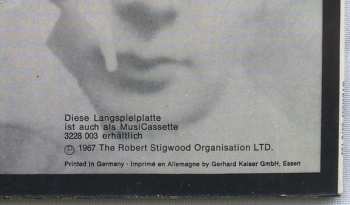 Diese Langspielplatte
ist auch als MusiCassette
3228 003 erhältlich
Ⓟ 1967 The Robert Stigwood Organisation LTD.
Printed in Germany - Imprimé en Allemagne by Gerhard Kaiser GmbH, Essen